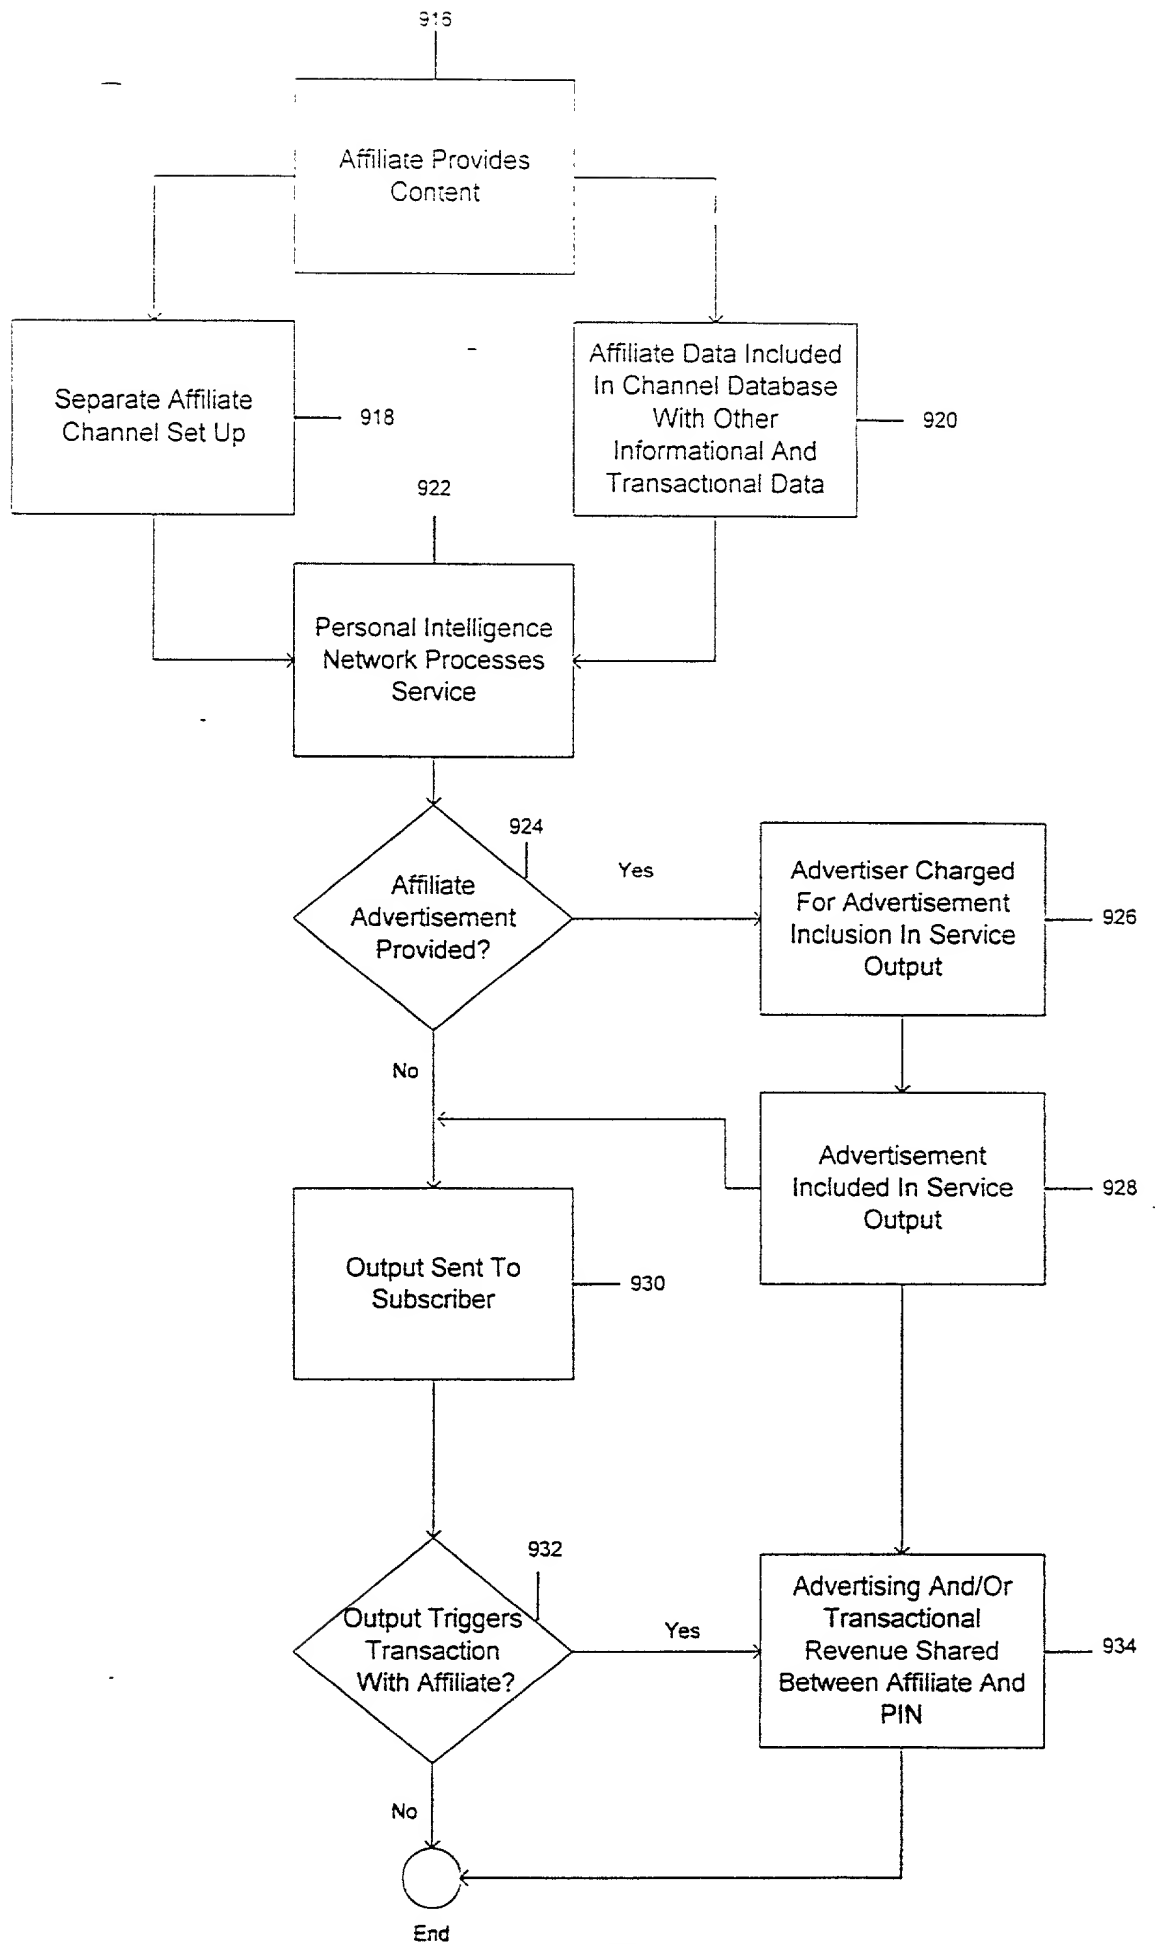 916
Affiliate Provides
Content
Separate Affiliate
Channel Set Up
918
Affiliate Data Included
In Channel Database
With Other
Informational And
Transactional Data
920
922
Personal Intelligence
Network Processes
Service
924
Affiliate
Advertisement
Provided?
Yes
Advertiser Charged
For Advertisement
Inclusion In Service
Output
926
No
Advertisement
Included In Service
Output
928
Output Sent To
Subscriber
930
932
Output Triggers
Transaction
With Affiliate?
Yes
Advertising And/Or
Transactional
Revenue Shared
Between Affiliate And
PIN
934
No
End